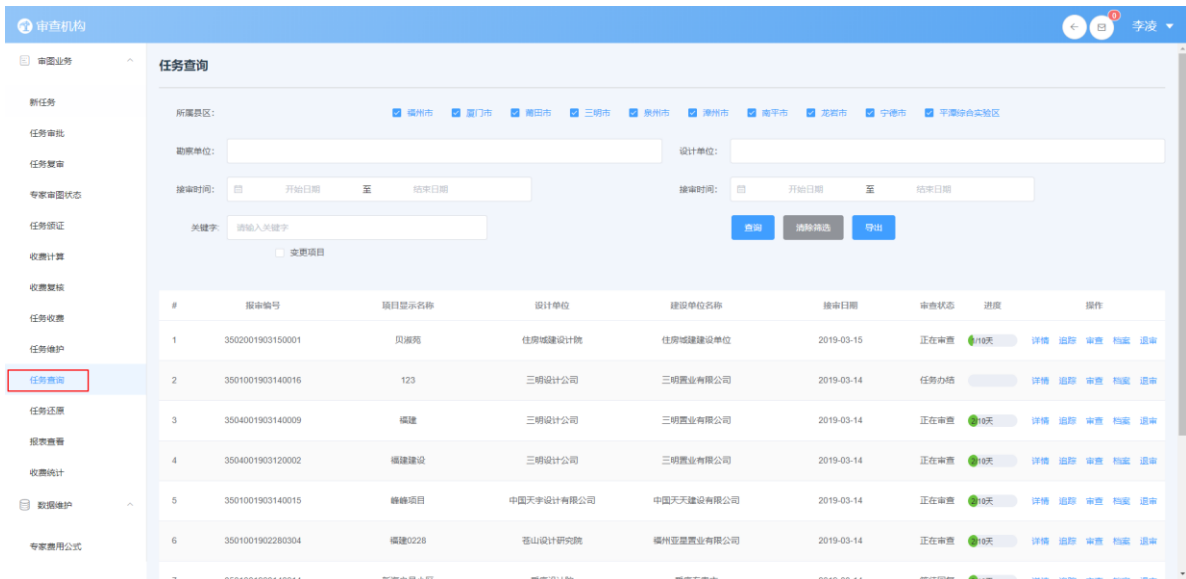 审查机构
0
李凌
审图业务
新任务
任务审批
任务复审
专家审图状态
任务领证
收费计算
收费复核
任务收费
任务维护
任务查询
任务还原
报表查看
收费统计
数据维护
专家费用公式
任务查询
所属县区: 福州市 厦门市 莆田市 三明市 泉州市 漳州市 南平市 龙岩市 宁德市 平潭综合实验区
勘察单位: 设计单位:
接审时间: 开始日期 至 结束日期 接审时间: 开始日期 至 结束日期
关键字: 请输入关键字 查询 清除筛选 导出
变更项目
# 报审编号 项目显示名称 设计单位 建设单位名称 接审日期 审查状态 进度 操作
1 3502001903150001 贝淑苑 住房城建设计院 住房城建建设单位 2019-03-15 正在审查 1/10天 详情 追踪 审查 档案 退审
2 3501001903140016 123 三明设计公司 三明置业有限公司 2019-03-14 任务办结 详情 追踪 审查 档案 退审
3 3504001903140009 福建 三明设计公司 三明置业有限公司 2019-03-14 正在审查 2/10天 详情 追踪 审查 档案 退审
4 3504001903120002 福建建设 三明设计公司 三明置业有限公司 2019-03-14 正在审查 2/10天 详情 追踪 审查 档案 退审
5 3501001903140015 峰峰项目 中国天宇设计有限公司 中国天天建设有限公司 2019-03-14 正在审查 2/10天 详情 追踪 审查 档案 退审
6 3501001902280304 福建0228 苍山设计研究院 福州亚星置业有限公司 2019-03-14 正在审查 2/10天 详情 追踪 审查 档案 退审